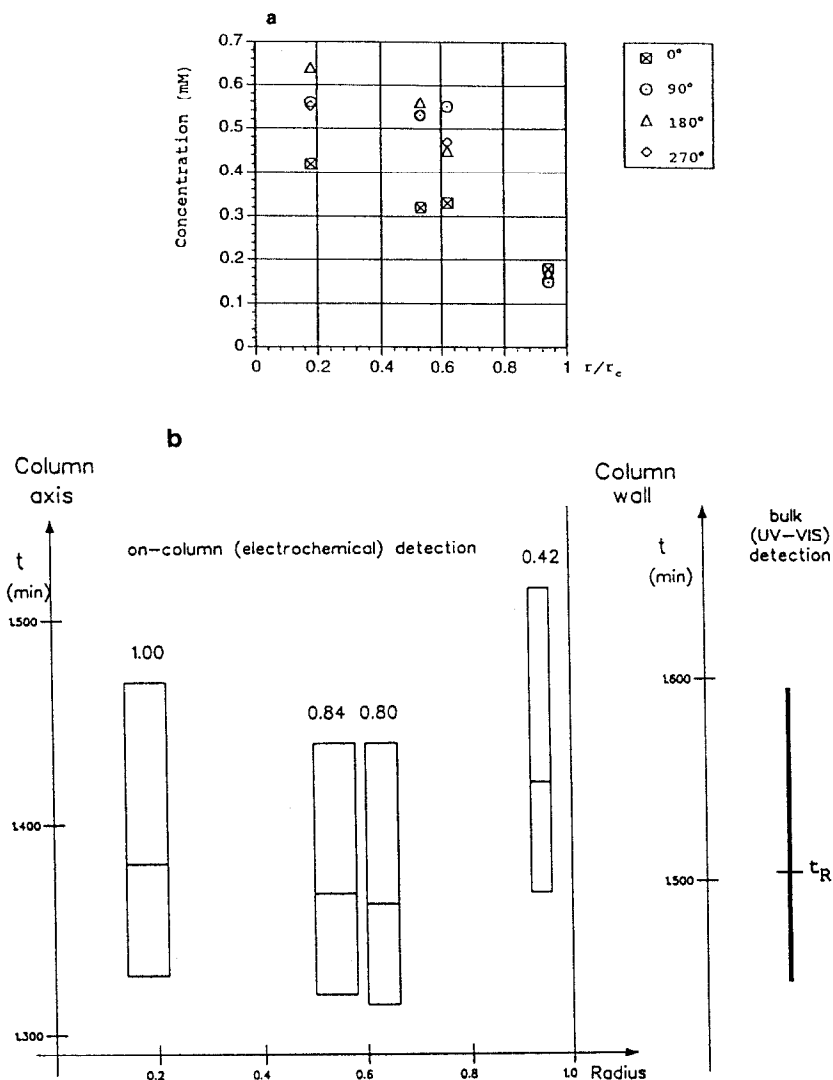 a
0.7
0.6
0.5
0.4
0.3
0.2
0.1
0
Concentration (mM)
0 0.2 0.4 0.6 0.8 1 r/r_c
0°
90°
180°
270°
b
Column
axis
Column
wall
t
(min)
on-column (electrochemical) detection
t
(min)
bulk
(UV-VIS)
detection
1.500
1.400
1.300
1.00
0.84 0.80
0.42
1.600
1.500
t_R
0.2 0.4 0.6 0.8 1.0 Radius